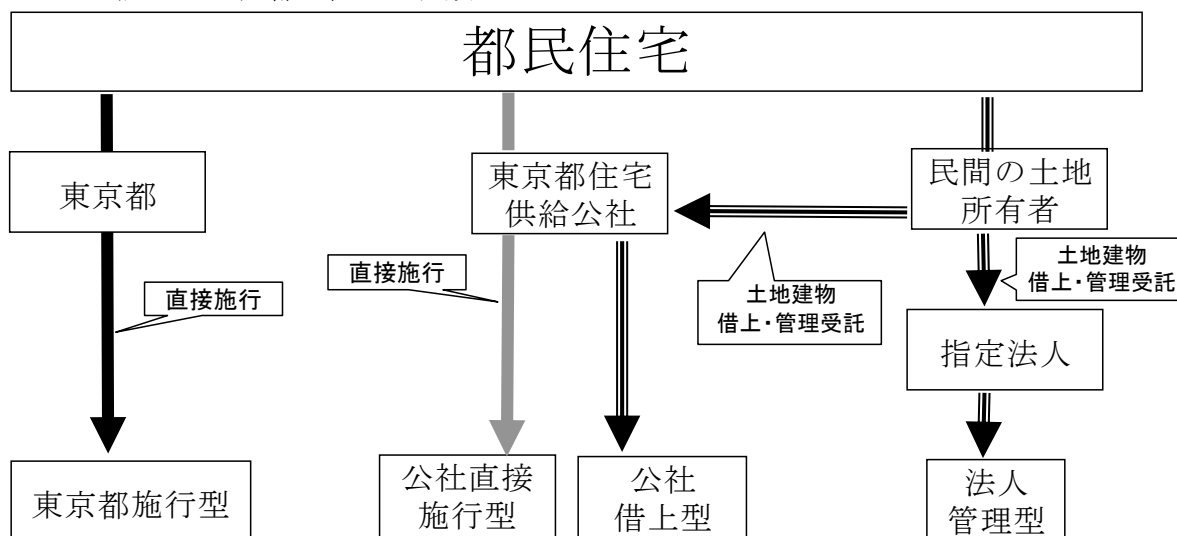 都民住宅
東京都
東京都住宅
供給公社
民間の土地
所有者
直接施行
直接施行
土地建物
借上・管理受託
土地建物
借上・管理受託
指定法人
東京都施行型
公社直接
施行型
公社
借上型
法人
管理型